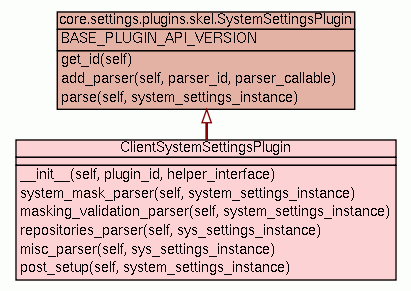 core.settings.plugins.skel.SystemSettingsPlugin
BASE_PLUGIN_API_VERSION
get_id(self)
add_parser(self, parser_id, parser_callable)
parse(self, system_settings_instance)
ClientSystemSettingsPlugin
__init__(self, plugin_id, helper_interface)
system_mask_parser(self, system_settings_instance)
masking_validation_parser(self, system_settings_instance)
repositories_parser(self, sys_settings_instance)
misc_parser(self, sys_settings_instance)
post_setup(self, system_settings_instance)